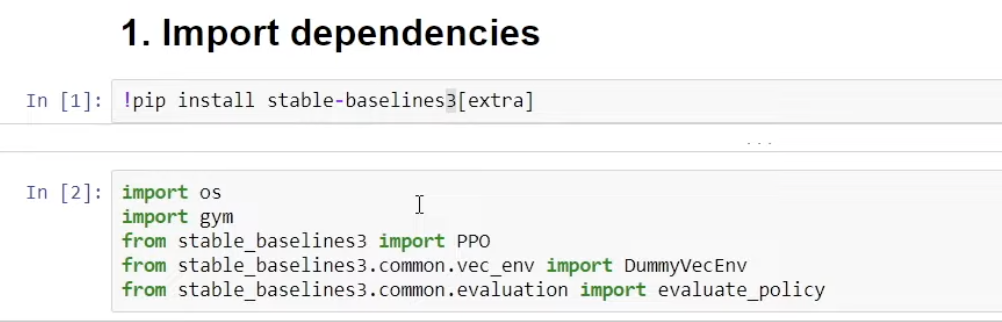 1. Import dependencies
In [1]: !pip install stable-baselines3[extra]
...
In [2]: import os
import gym
from stable_baselines3 import PPO
from stable_baselines3.common.vec_env import DummyVecEnv
from stable_baselines3.common.evaluation import evaluate_policy